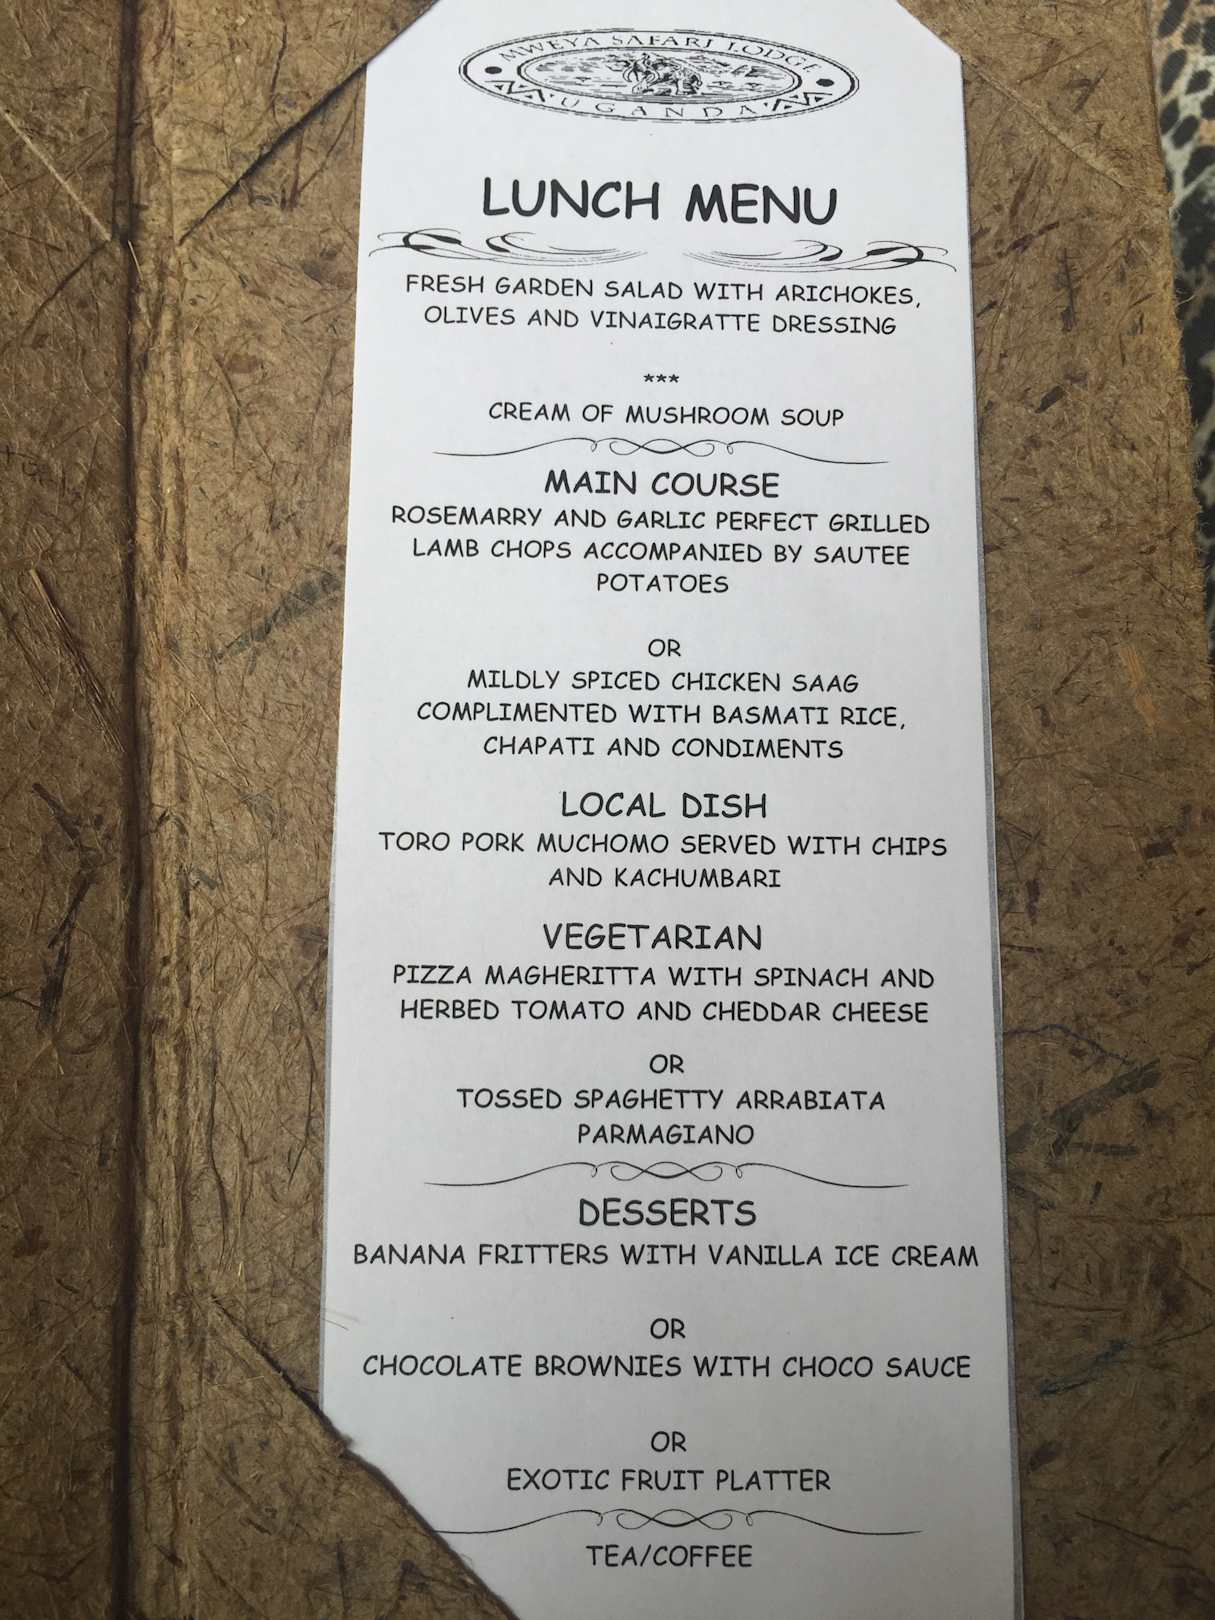 MWEYA SAFARI LODGE
UGANDA
LUNCH MENU
FRESH GARDEN SALAD WITH ARICHOKES,
OLIVES AND VINAIGRATTE DRESSING
***
CREAM OF MUSHROOM SOUP
MAIN COURSE
ROSEMARRY AND GARLIC PERFECT GRILLED
LAMB CHOPS ACCOMPANIED BY SAUTEE
POTATOES
OR
MILDLY SPICED CHICKEN SAAG
COMPLIMENTED WITH BASMATI RICE,
CHAPATI AND CONDIMENTS
LOCAL DISH
TORO PORK MUCHOMO SERVED WITH CHIPS
AND KACHUMBARI
VEGETARIAN
PIZZA MAGHERITTA WITH SPINACH AND
HERBED TOMATO AND CHEDDAR CHEESE
OR
TOSSED SPAGHETTY ARRABIATA
PARMAGIANO
DESSERTS
BANANA FRITTERS WITH VANILLA ICE CREAM
OR
CHOCOLATE BROWNIES WITH CHOCO SAUCE
OR
EXOTIC FRUIT PLATTER
TEA/COFFEE